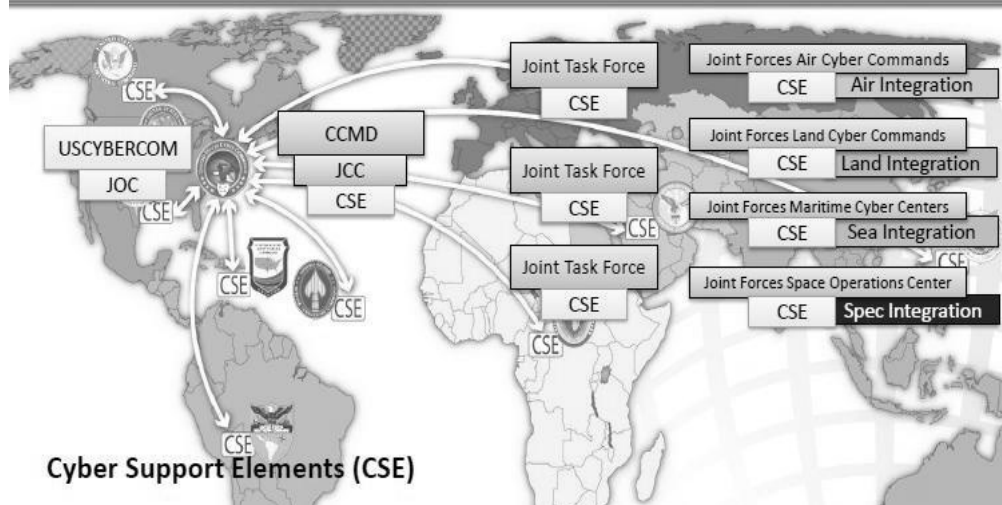 CSE
USCYBERCOM
JOC
CSE
CCMD
JCC
CSE
Joint Task Force
CSE
Joint Task Force
CSE
Joint Task Force
CSE
Joint Forces Air Cyber Commands
CSE
Air Integration
Joint Forces Land Cyber Commands
CSE
Land Integration
Joint Forces Maritime Cyber Centers
CSE
Sea Integration
Joint Forces Space Operations Center
CSE
Spec Integration
CSE
CSE
CSE
CSE
CSE
CSE
Cyber Support Elements (CSE)